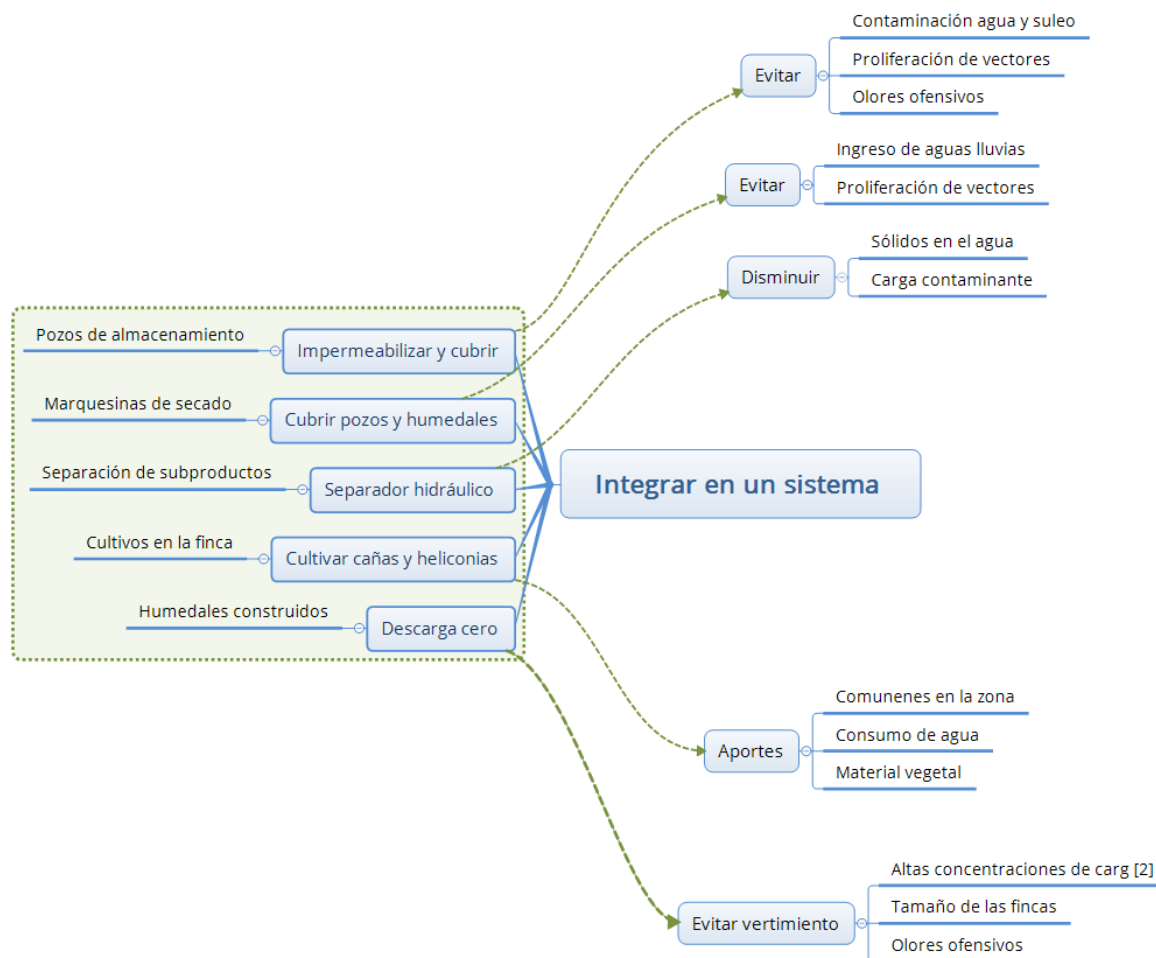 Contaminación agua y suleo
Evitar
Proliferación de vectores
Olores ofensivos
Ingreso de aguas lluvias
Evitar
Proliferación de vectores
Sólidos en el agua
Disminuir
Carga contaminante
Pozos de almacenamiento
Impermeabilizar y cubrir
Marquesinas de secado
Cubrir pozos y humedales
Separación de subproductos
Separador hidráulico
Integrar en un sistema
Cultivos en la finca
Cultivar cañas y heliconias
Humedales construidos
Descarga cero
Comunenes en la zona
Aportes
Consumo de agua
Material vegetal
Altas concentraciones de carg [2]
Tamaño de las fincas
Evitar vertimiento
Olores ofensivos